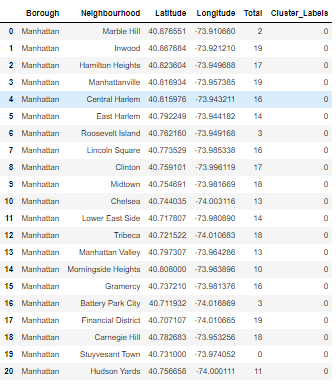 Borough Neighbourhood Latitude Longitude Total Cluster_Labels
0 Manhattan Marble Hill 40.876551 -73.910660 2 0
1 Manhattan Inwood 40.867684 -73.921210 19 0
2 Manhattan Hamilton Heights 40.823604 -73.949688 17 0
3 Manhattan Manhattanville 40.816934 -73.957385 19 0
4 Manhattan Central Harlem 40.815976 -73.943211 16 0
5 Manhattan East Harlem 40.792249 -73.944182 14 0
6 Manhattan Roosevelt Island 40.762160 -73.949168 3 0
7 Manhattan Lincoln Square 40.773529 -73.985338 16 0
8 Manhattan Clinton 40.759101 -73.996119 17 0
9 Manhattan Midtown 40.754691 -73.981669 18 0
10 Manhattan Chelsea 40.744035 -74.003116 13 0
11 Manhattan Lower East Side 40.717807 -73.980890 14 0
12 Manhattan Tribeca 40.721522 -74.010683 18 0
13 Manhattan Manhattan Valley 40.797307 -73.964286 13 0
14 Manhattan Morningside Heights 40.808000 -73.963896 10 0
15 Manhattan Gramercy 40.737210 -73.981376 16 0
16 Manhattan Battery Park City 40.711932 -74.016869 3 0
17 Manhattan Financial District 40.707107 -74.010665 19 0
18 Manhattan Carnegie Hill 40.782683 -73.953256 18 0
19 Manhattan Stuyvesant Town 40.731000 -73.974052 0 0
20 Manhattan Hudson Yards 40.756658 -74.000111 11 0